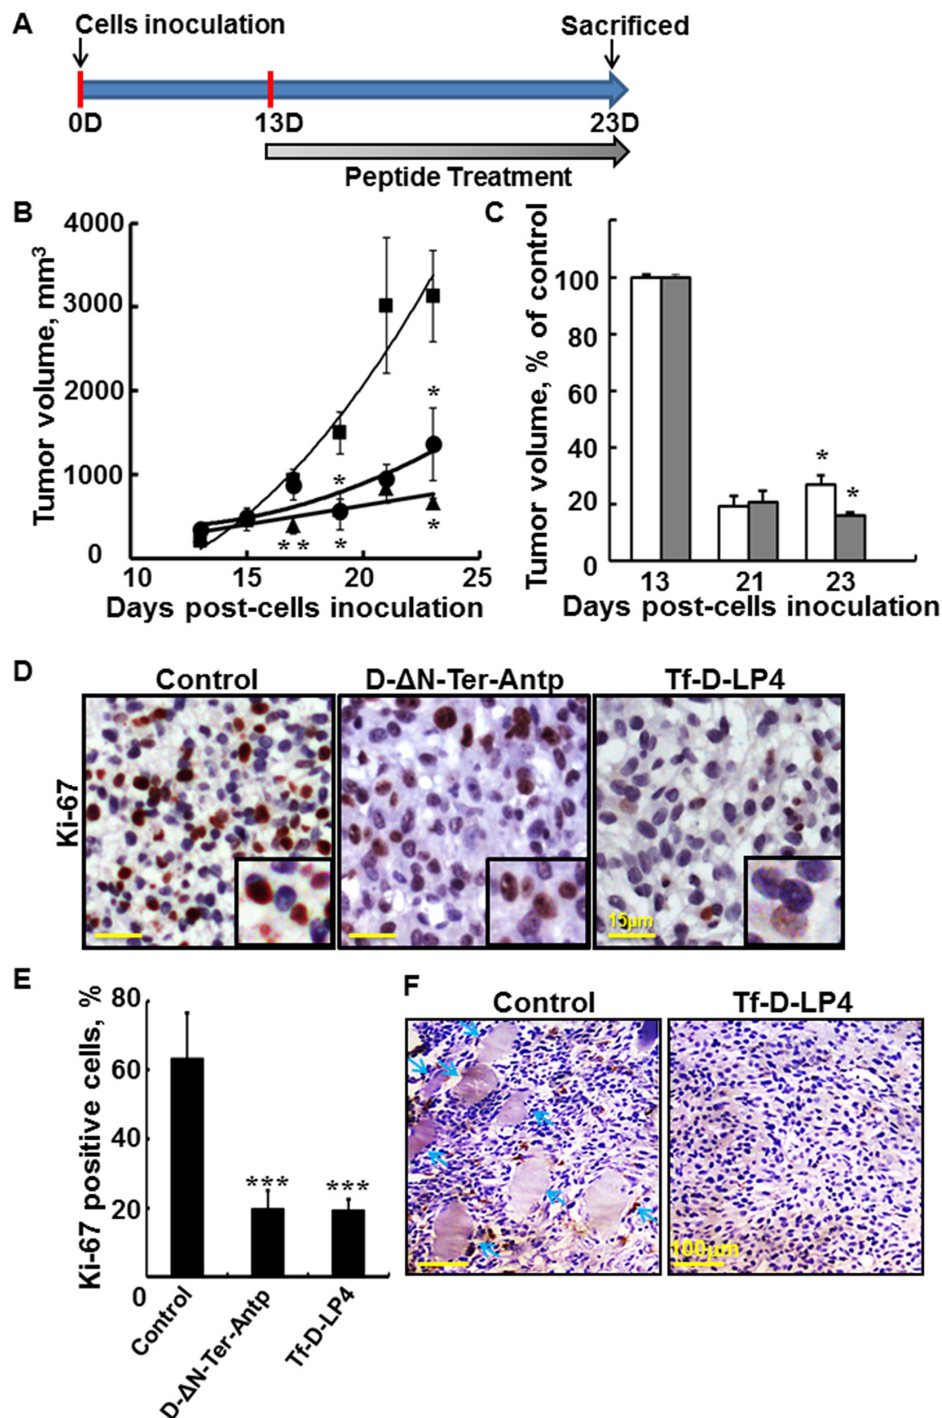 A
Cells inoculation
Sacrificed
0D
13D
23D
Peptide Treatment
B
Tumor volume, mm3
4000
3000
2000
1000
0
*
*
*
* *
*
10
15
20
25
Days post-cells inoculation
C
Tumor volume, % of control
100
80
60
40
20
0
*
*
13
21
23
Days post-cells inoculation
D
Control
D-ΔN-Ter-Antp
Tf-D-LP4
Ki-67
15µm
E
Ki-67 positive cells, %
80
60
40
20
0
***
***
Control
D-ΔN-Ter-Antp
Tf-D-LP4
F
Control
Tf-D-LP4
100µm